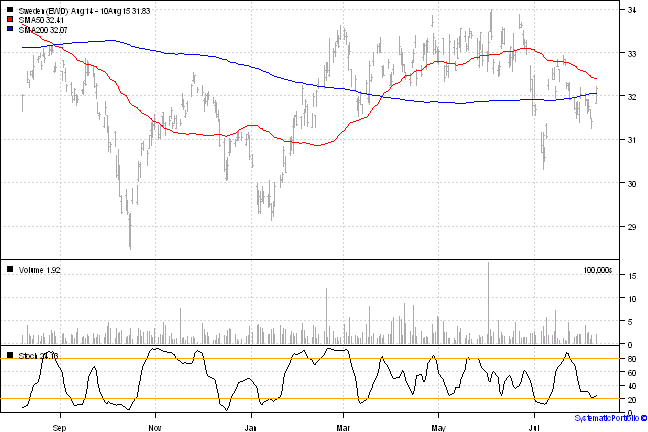 Sweden (EWD) Aug 14 - 10Aug 15 31.83
SMA50 32.41
SMA200 32.07
34
33
32
31
30
29
Volume 1.92
100,000s
15
10
5
0
Stoch
80
60
40
20
0
Sep
Nov
Jan
Mar
May
Jul
SystematicPortfolio ©